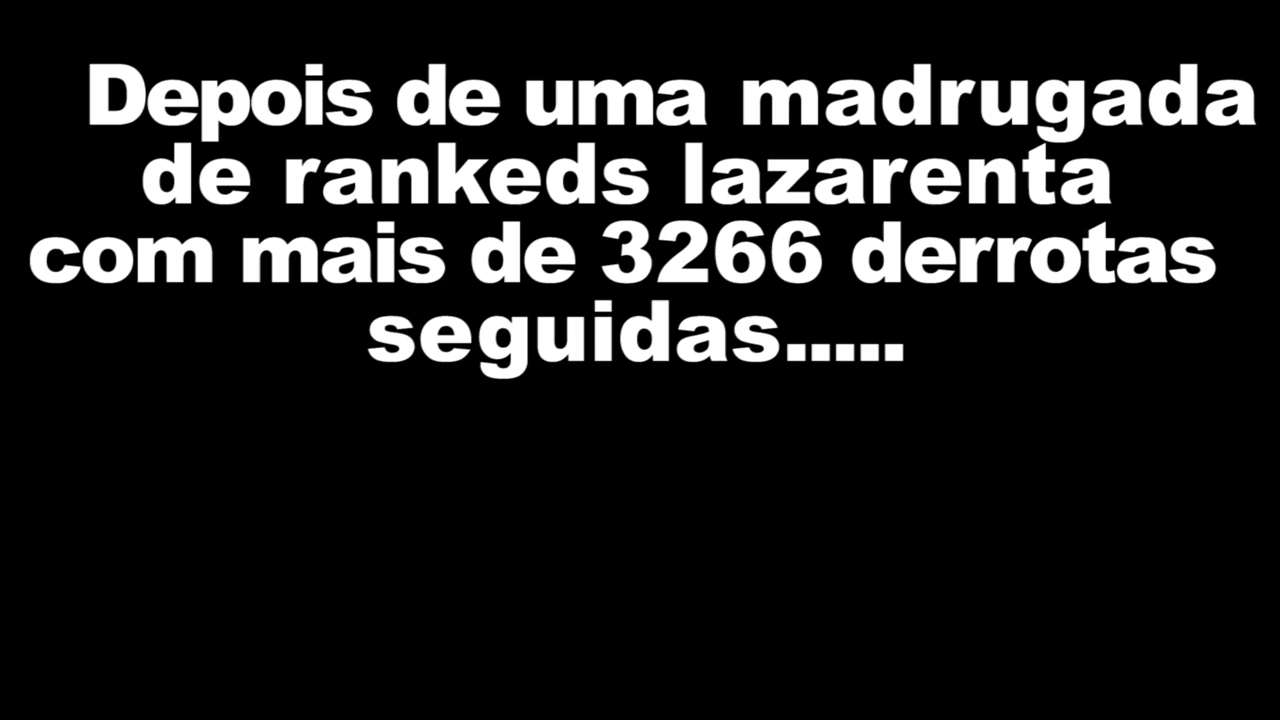 Depois de uma madrugada
de rankeds lazarenta
com mais de 3266 derrotas
seguidas.....